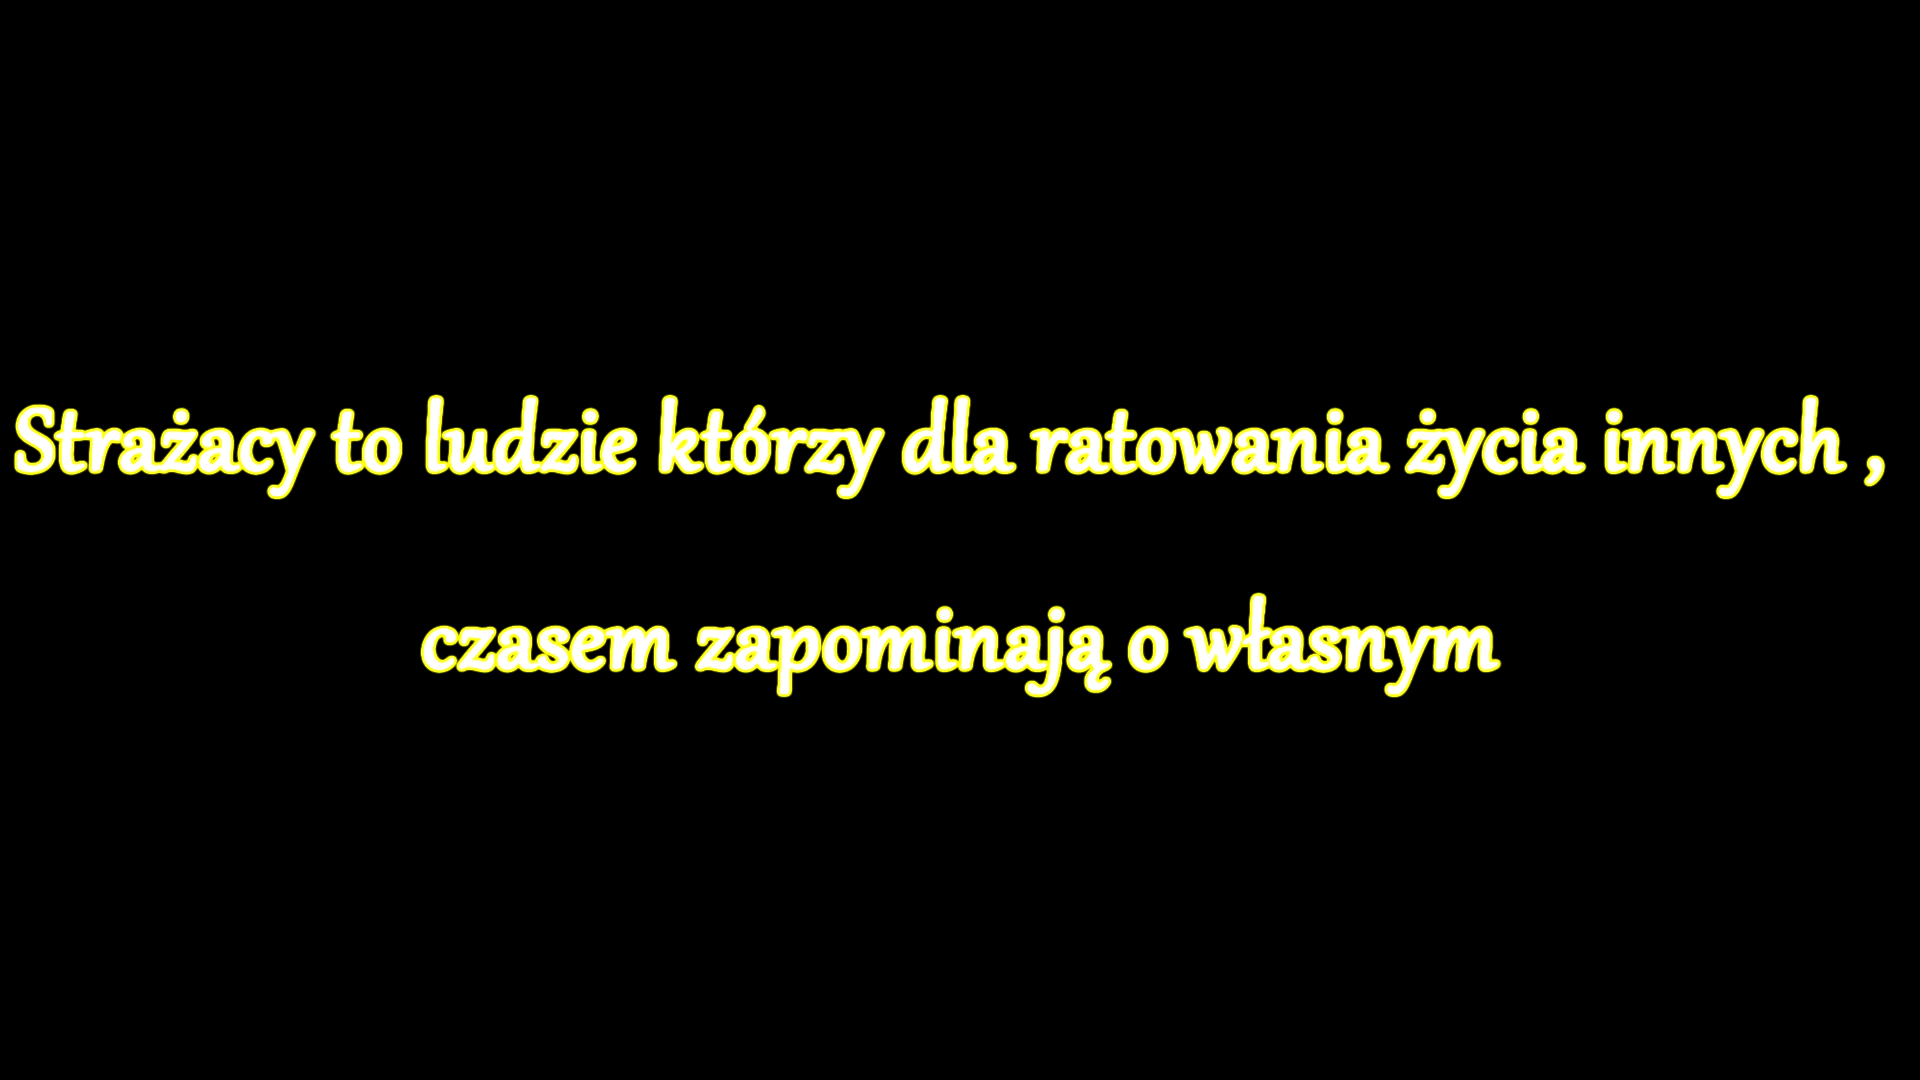 Strażacy to ludzie którzy dla ratowania życia innych ,
czasem zapominają o własnym